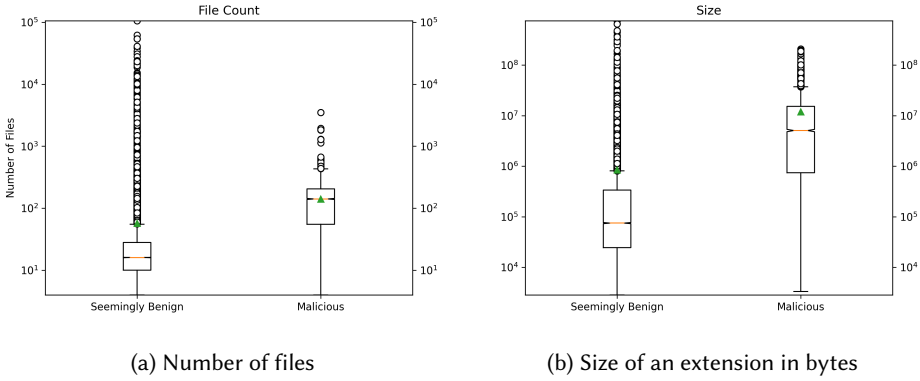 File Count
Number of Files
10⁵
10⁴
10³
10²
10¹
10⁵
10⁴
10³
10²
10¹
Seemingly Benign
Malicious
(a) Number of files
Size
10⁸
10⁷
10⁶
10⁵
10⁴
10⁸
10⁷
10⁶
10⁵
10⁴
Seemingly Benign
Malicious
(b) Size of an extension in bytes